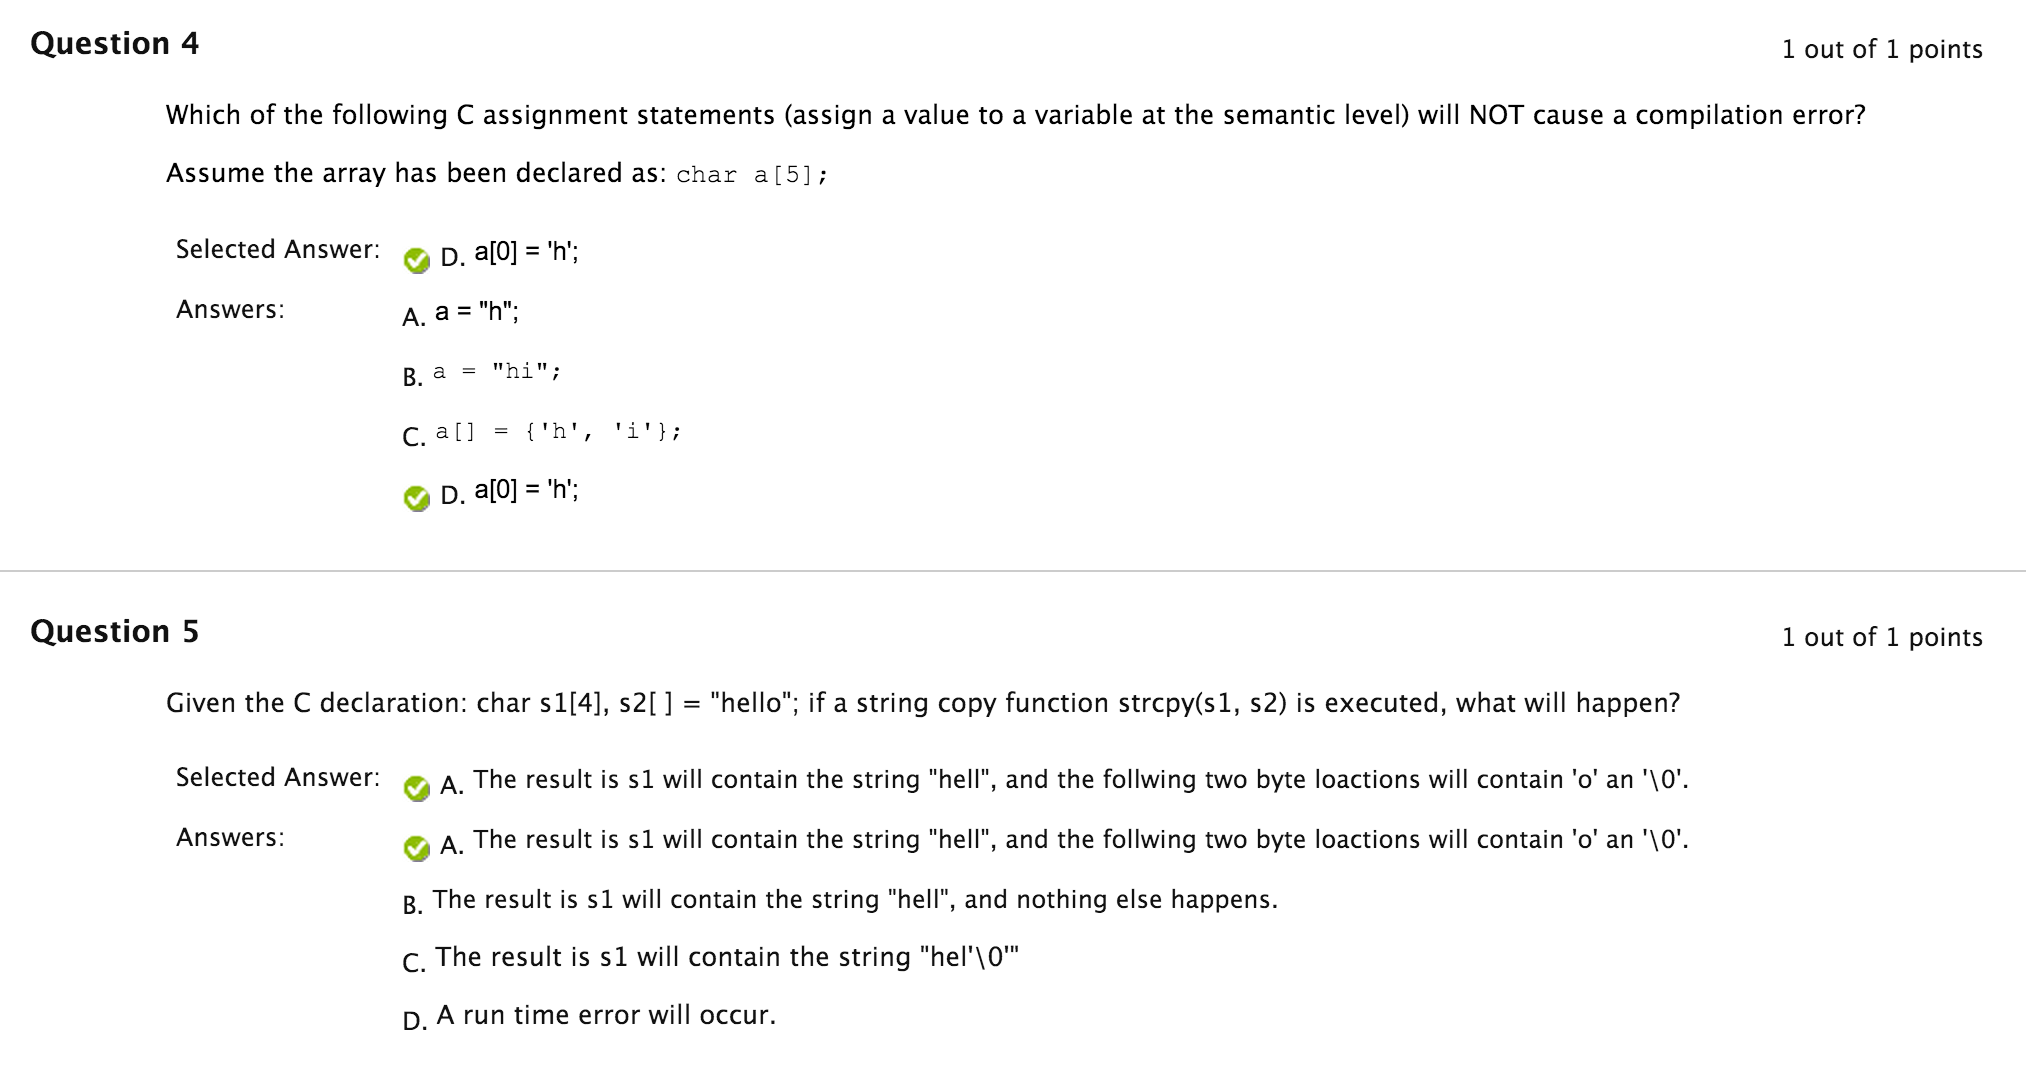 Question 4
1 out of 1 points
Which of the following C assignment statements (assign a value to a variable at the semantic level) will NOT cause a compilation error?
Assume the array has been declared as: char a[5];
Selected Answer: D. a[0] = 'h';
Answers: A. a = "h";
B. a = "hi";
C. a[] = {'h', 'i'};
D. a[0] = 'h';
Question 5
1 out of 1 points
Given the C declaration: char s1[4], s2[ ] = "hello"; if a string copy function strcpy(s1, s2) is executed, what will happen?
Selected Answer: A. The result is s1 will contain the string "hell", and the follwing two byte loactions will contain 'o' an '\0'.
Answers: A. The result is s1 will contain the string "hell", and the follwing two byte loactions will contain 'o' an '\0'.
B. The result is s1 will contain the string "hell", and nothing else happens.
C. The result is s1 will contain the string "hel'\0'"
D. A run time error will occur.